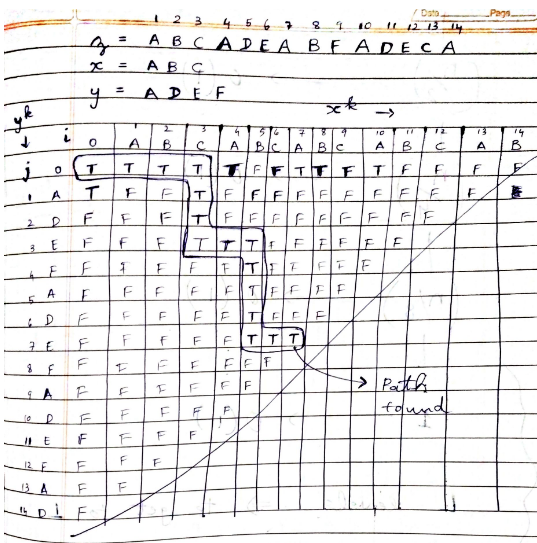 Date Page
1 2 3 4 5 6 7 8 9 10 11 12 13 14
z = A B C A D E A B F A D E C A
x = A B C
y = A D E F
x^k →
y^k
↓ i 1 2 3 4 5 6 7 8 9 10 11 12 13 14
0 A B C A B C A B C A B C A B
j 0 T T T T T F F T T F T F F F F
1 A T F F T F F F F F F F F F
2 D F F F T F F F F F F F F
3 E F F F T T T F F F F F F
4 F F F F F F T F F F F
5 A F F F F F T F F F F
6 D F F F F F T F F F
7 E F F F F F T T T
8 F F F F F F F F
9 A F F F F F F
Path
found
10 D F F F F F
11 E F F F F
12 F F F F
13 A F F
14 D F